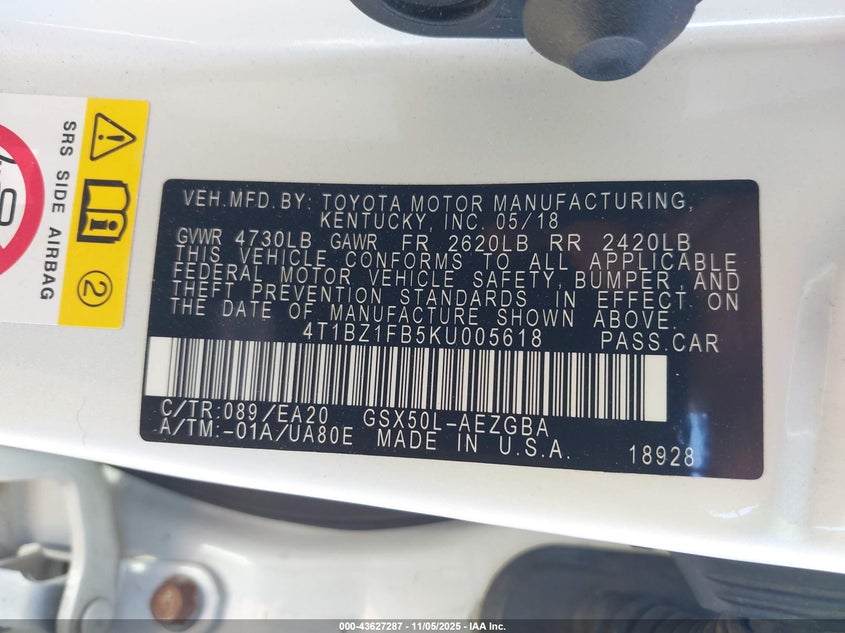 SRS SIDE AIRBAG
2
VEH.MFD.BY: TOYOTA MOTOR MANUFACTURING,
KENTUCKY, INC. 05/18
GVWR 4730LB GAWR FR 2620LB RR 2420LB
THIS VEHICLE CONFORMS TO ALL APPLICABLE
FEDERAL MOTOR VEHICLE SAFETY, BUMPER, AND
THEFT PREVENTION STANDARDS IN EFFECT ON
THE DATE OF MANUFACTURE SHOWN ABOVE.
4T1BZ1FB5KU005618 PASS.CAR
C/TR:089/EA20 GSX50L-AEZGBA
A/TM:-01A/UA80E MADE IN U.S.A.
18928
000-43627287 - 11/05/2025 - IAA Inc.